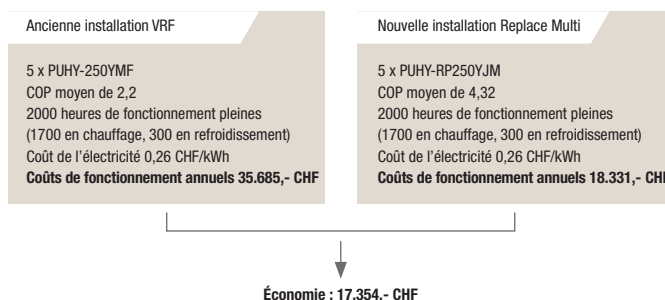 Ancienne installation VRF
5 x PUHY-250YMF
COP moyen de 2,2
2000 heures de fonctionnement pleines
(1700 en chauffage, 300 en refroidissement)
Coût de l'électricité 0,26 CHF/kWh
Coûts de fonctionnement annuels 35.685,- CHF
Nouvelle installation Replace Multi
5 x PUHY-RP250YJM
COP moyen de 4,32
2000 heures de fonctionnement pleines
(1700 en chauffage, 300 en refroidissement)
Coût de l'électricité 0,26 CHF/kWh
Coûts de fonctionnement annuels 18.331,- CHF
Économie : 17.354,- CHF